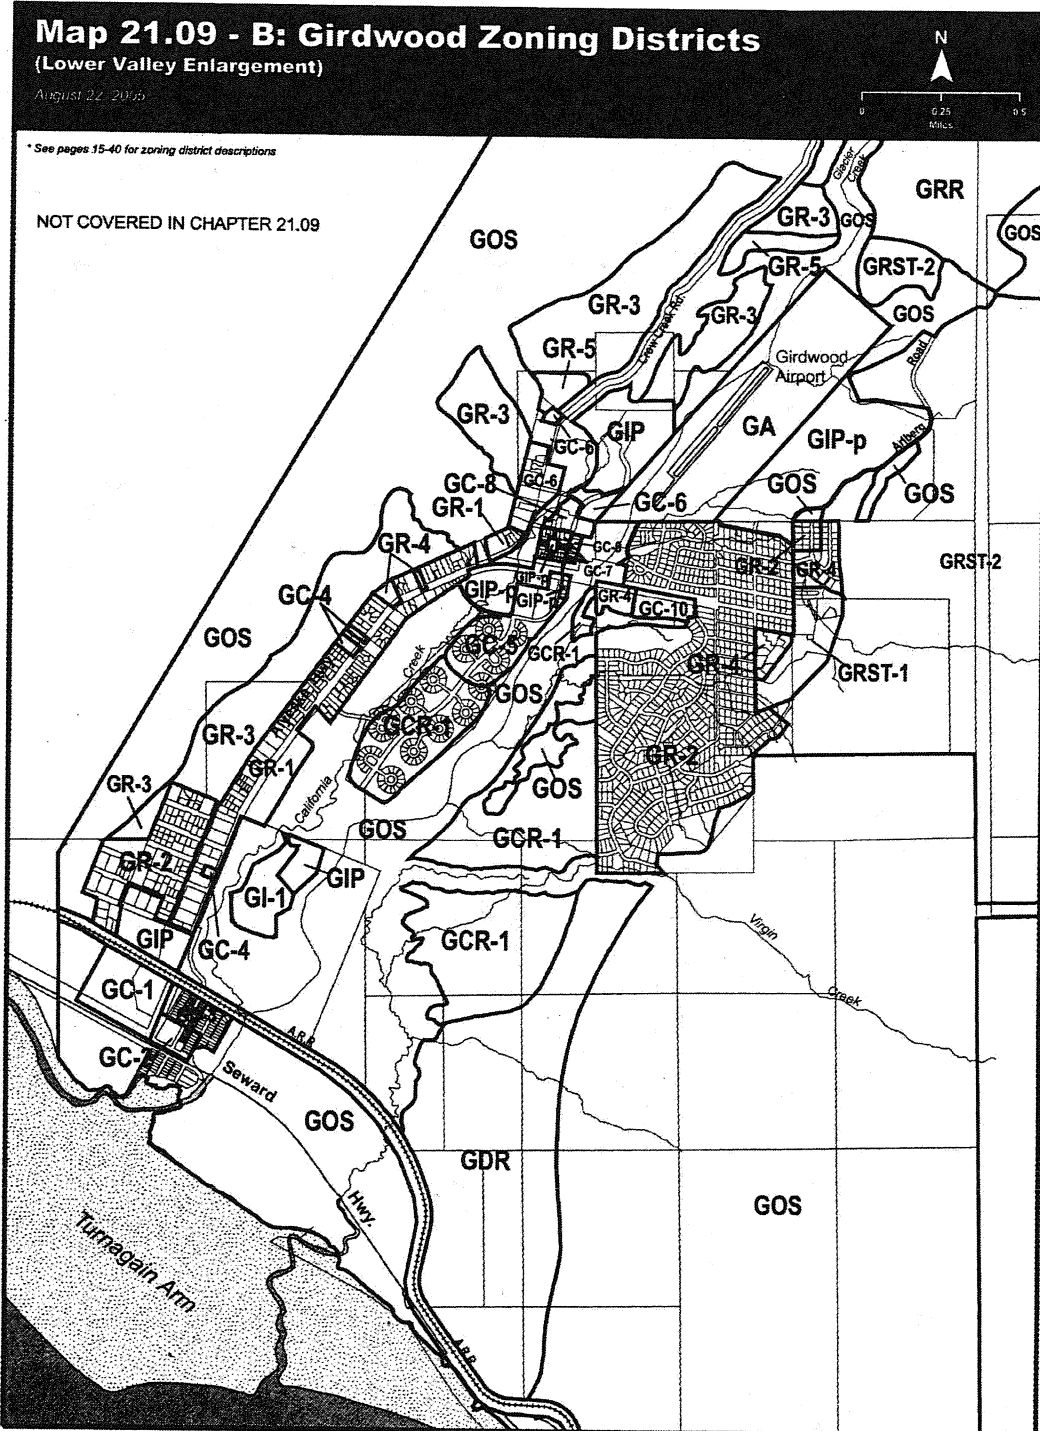 Map 21.09 - B: Girdwood Zoning Districts
(Lower Valley Enlargement)
August 22, 2005
N
0 0.25 0.5
Miles
* See pages 15-40 for zoning district descriptions
NOT COVERED IN CHAPTER 21.09
Glacier
Creek
GRR
GR-3
GOS
GOS
GOS
GR-5
GRST-2
GR-3
GR-3
GOS
Crow Creek Rd.
GR-5
Girdwood
Airport
Road
GR-3
GIP
GA
GIP-p
Arlberg
GC-6
GC-6
GC-8
GOS
GOS
GC-6
GR-1
GR-4
GC-7
GR-2
GR-4
GRST-2
GIP-p
GIP-p
GIP-p
GR-4
GC-10
GC-4
GOS
GC-5
GCR-1
Creek
GR-4
GRST-1
GOS
GCR-1
GR-3
GR-1
GR-2
GR-3
California
GOS
GOS
GCR-1
GR-2
GIP
GI-1
GCR-1
Virgin
Creek
GIP
GC-4
GC-1
A.R.R.
GC-2
Seward
GOS
GDR
GOS
Hwy.
Turnagain Arm
A.R.R.